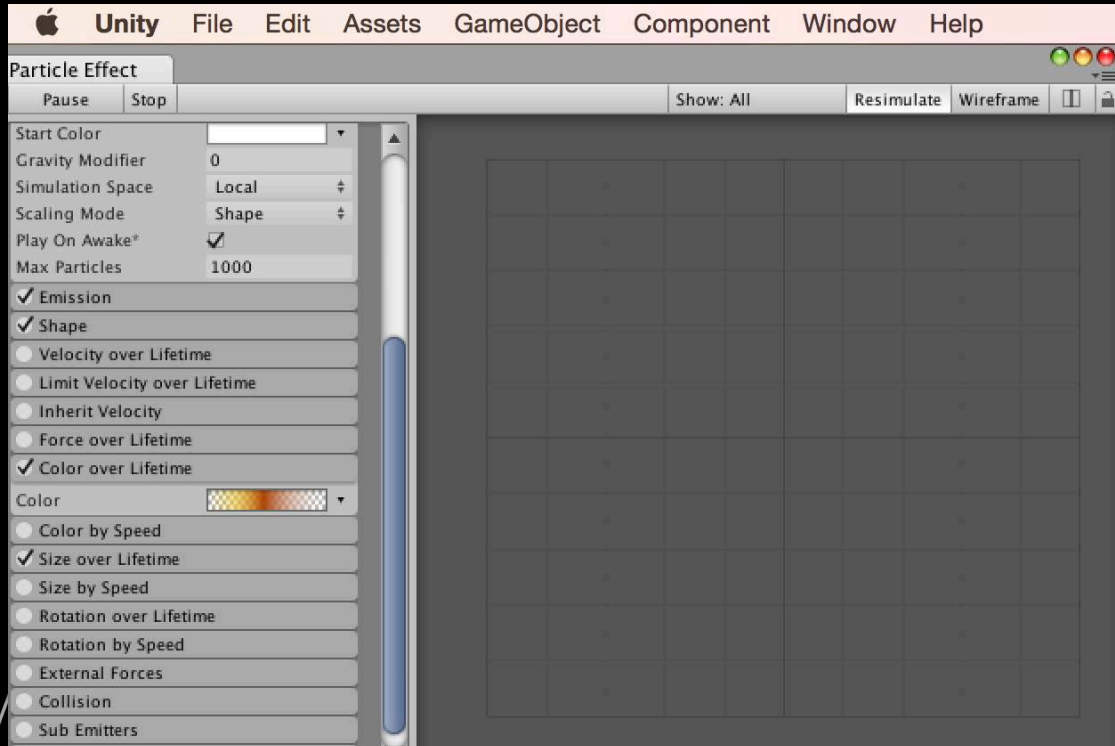 Unity File Edit Assets GameObject Component Window Help
Particle Effect
Pause Stop Show: All Resimulate Wireframe
Start Color
Gravity Modifier 0
Simulation Space Local
Scaling Mode Shape
Play On Awake*
Max Particles 1000
Emission
Shape
Velocity over Lifetime
Limit Velocity over Lifetime
Inherit Velocity
Force over Lifetime
Color over Lifetime
Color
Color by Speed
Size over Lifetime
Size by Speed
Rotation over Lifetime
Rotation by Speed
External Forces
Collision
Sub Emitters